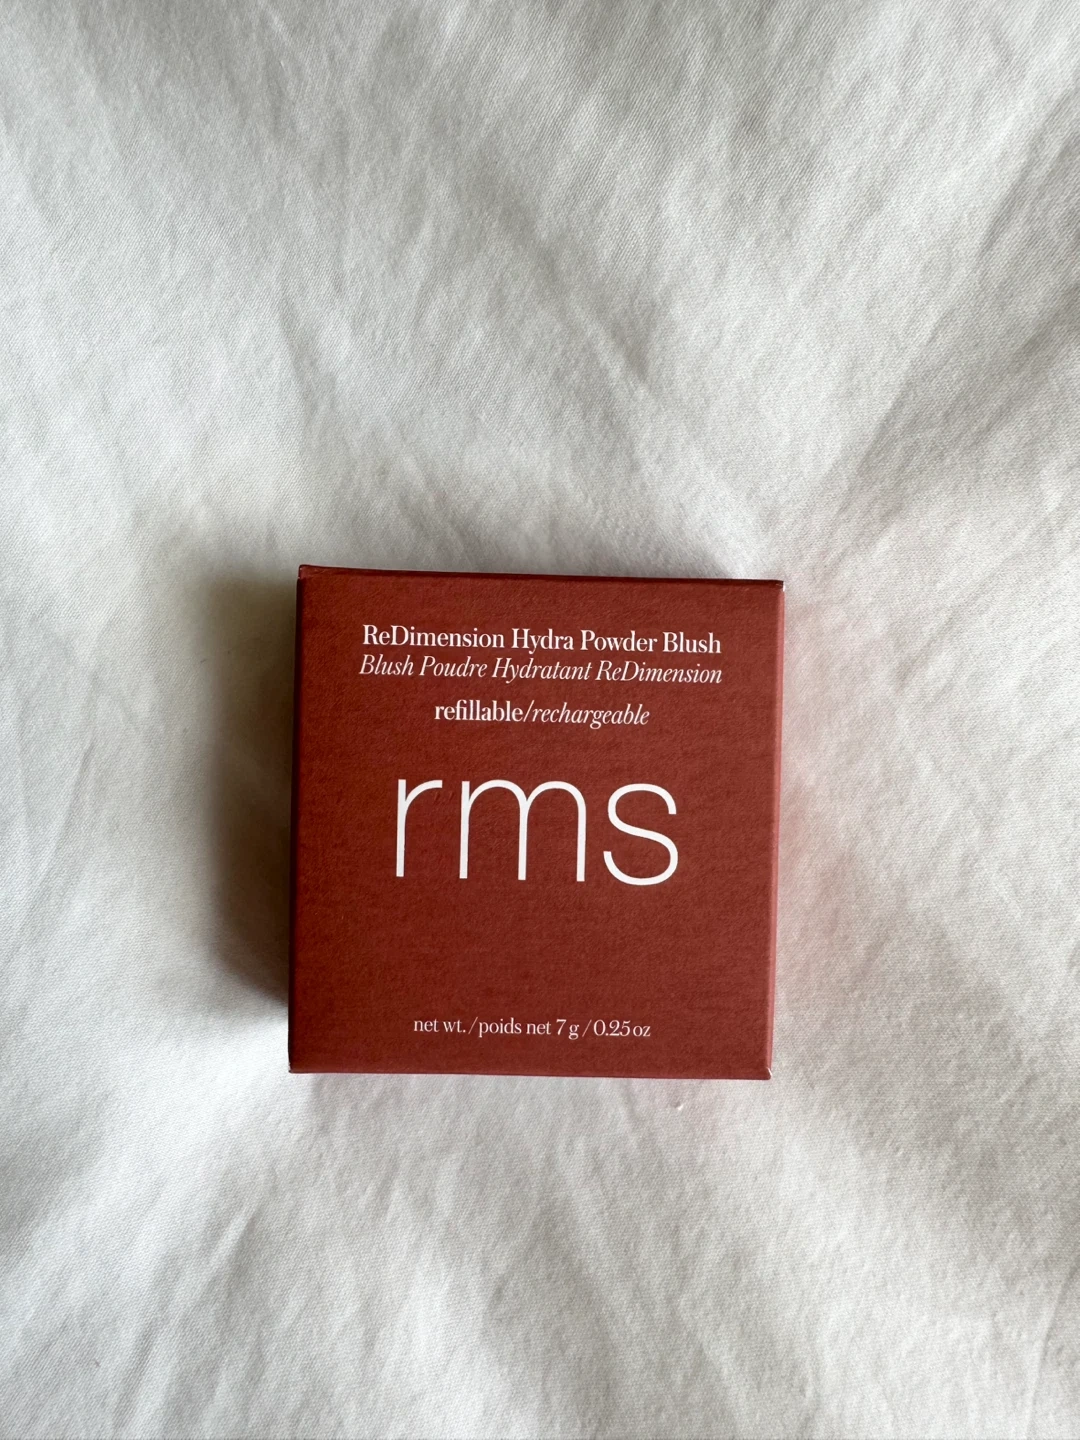 ReDimension Hydra Powder Blush
Blush Poudre Hydratant ReDimension
refillable/rechargeable
rms
net wt./poids net 7 g / 0.25 oz